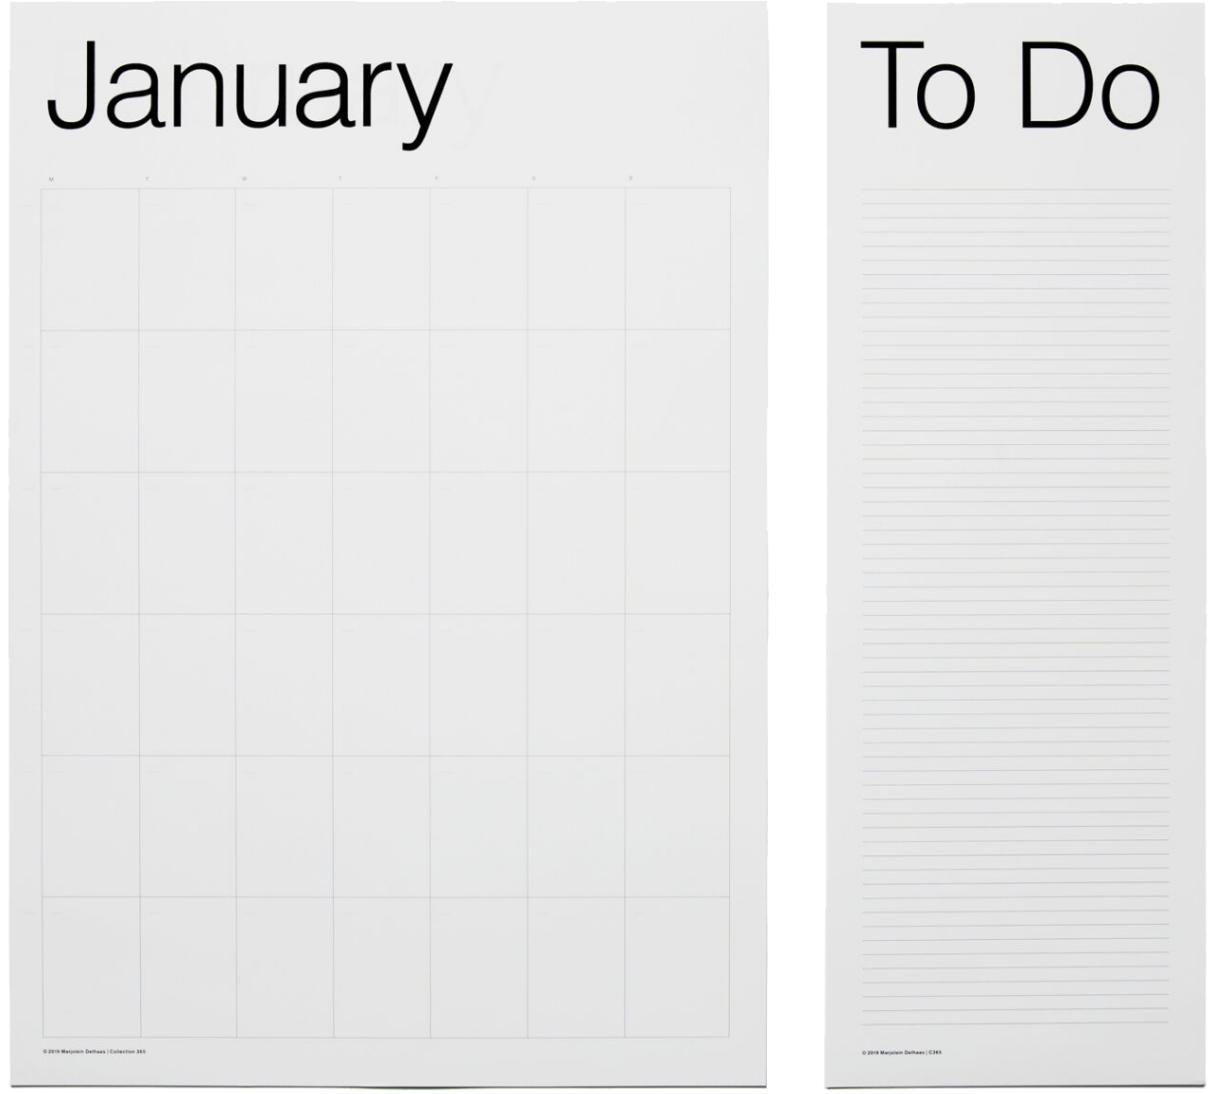 January
M T W T F S S
© 2019 Marjolein Delhaas | Collection 365
To Do
© 2019 Marjolein Delhaas | C365